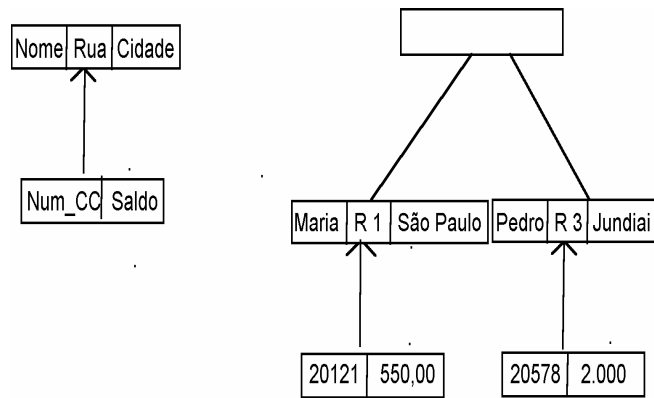 Nome Rua Cidade
Num_CC Saldo
Maria R 1 São Paulo
Pedro R 3 Jundiai
20121 550,00
20578 2.000